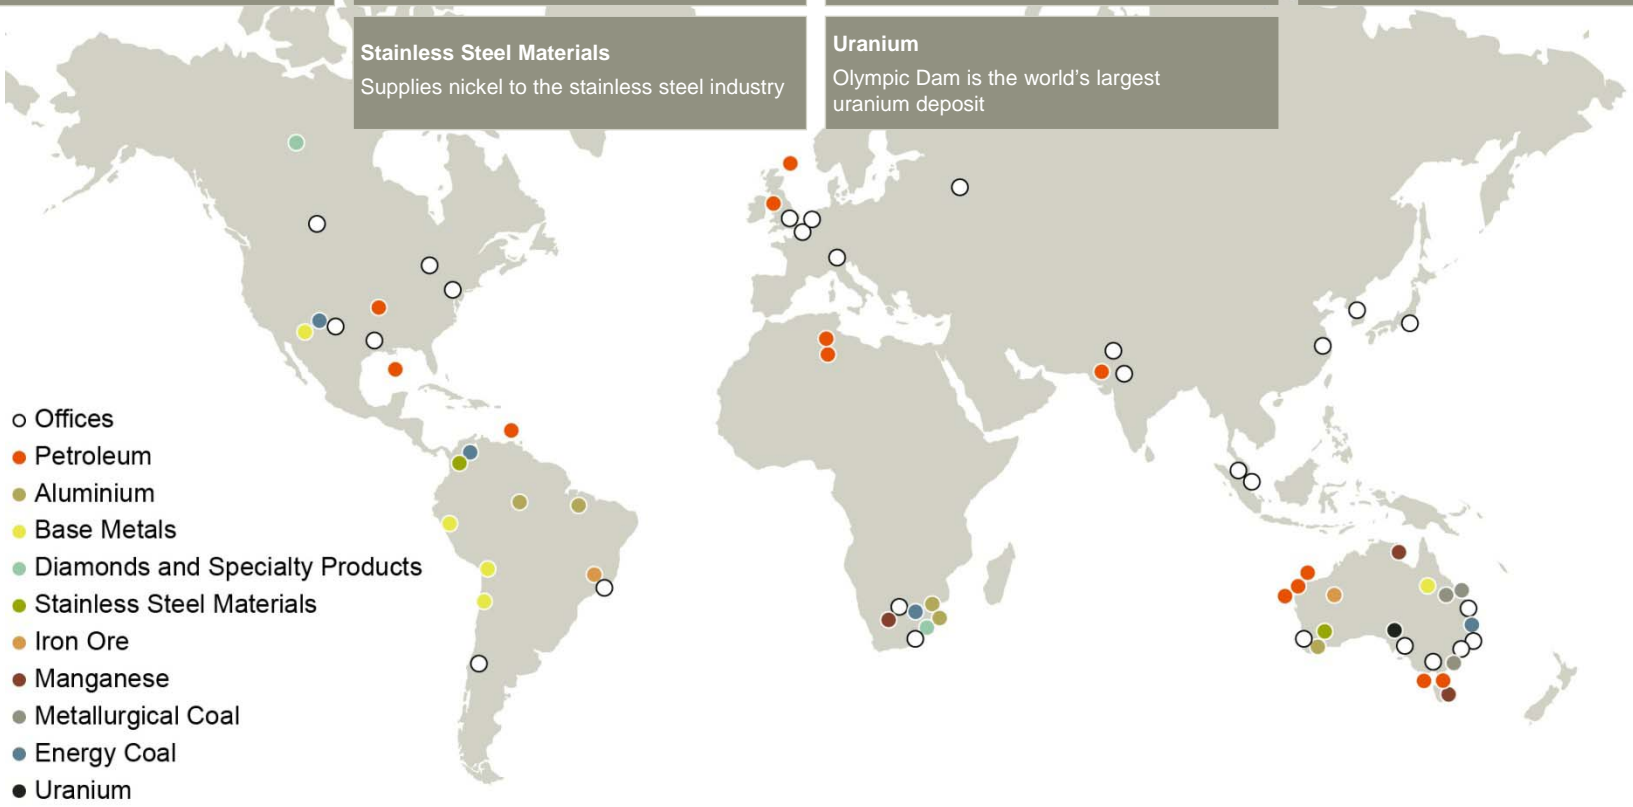 Stainless Steel Materials
Supplies nickel to the stainless steel industry
Uranium
Olympic Dam is the world's largest
uranium deposit
Offices
Petroleum
Aluminium
Base Metals
Diamonds and Specialty Products
Stainless Steel Materials
Iron Ore
Manganese
Metallurgical Coal
Energy Coal
Uranium